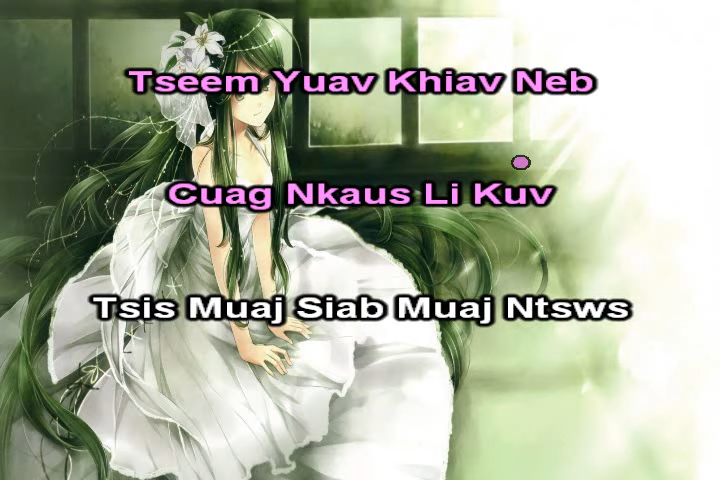 Tseem Yuav Khiav Neb
Cuag Nkaus Li Kuv
Tsis Muaj Siab Muaj Ntsws